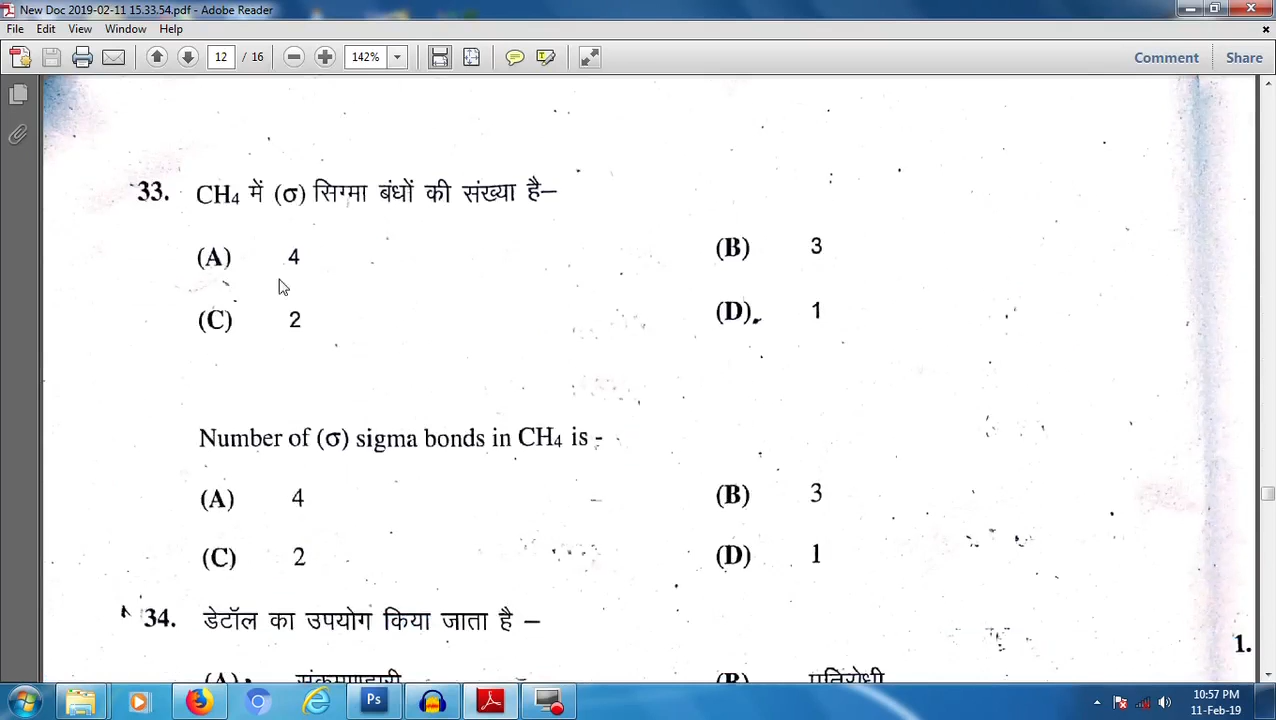 New Doc 2019-02-11 15.33.54.pdf - Adobe Reader
File Edit View Window Help
12 / 16 142% Comment Share
33. CH4 में (σ) सिग्मा बंधों की संख्या है–
(A) 4 (B) 3
(C) 2 (D) 1
Number of (σ) sigma bonds in CH4 is -
(A) 4 (B) 3
(C) 2 (D) 1
34. डेटॉल का उपयोग किया जाता है –
1.
(A) (B) प्रतिरोधी
Ps
10:57 PM
11-Feb-19